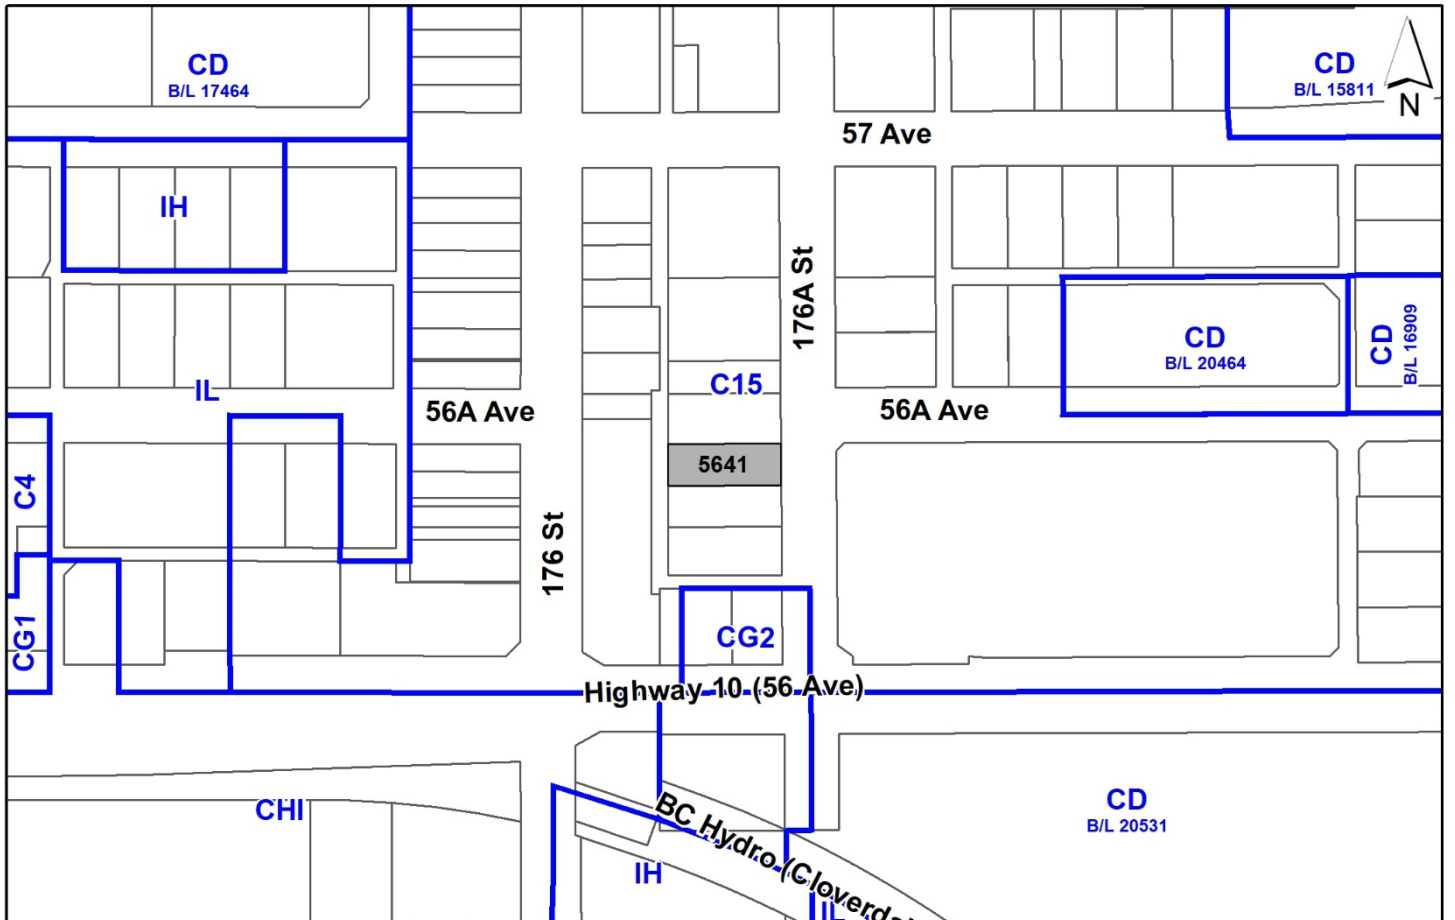 CD
B/L 17464
CD
B/L 15811
N
57 Ave
IH
176A St
CD
B/L 20464
CD
B/L 16909
IL
C15
56A Ave
56A Ave
5641
C4
176 St
CG1
CG2
Highway 10 (56 Ave)
CHI
BC Hydro (Cloverda
CD
B/L 20531
IH